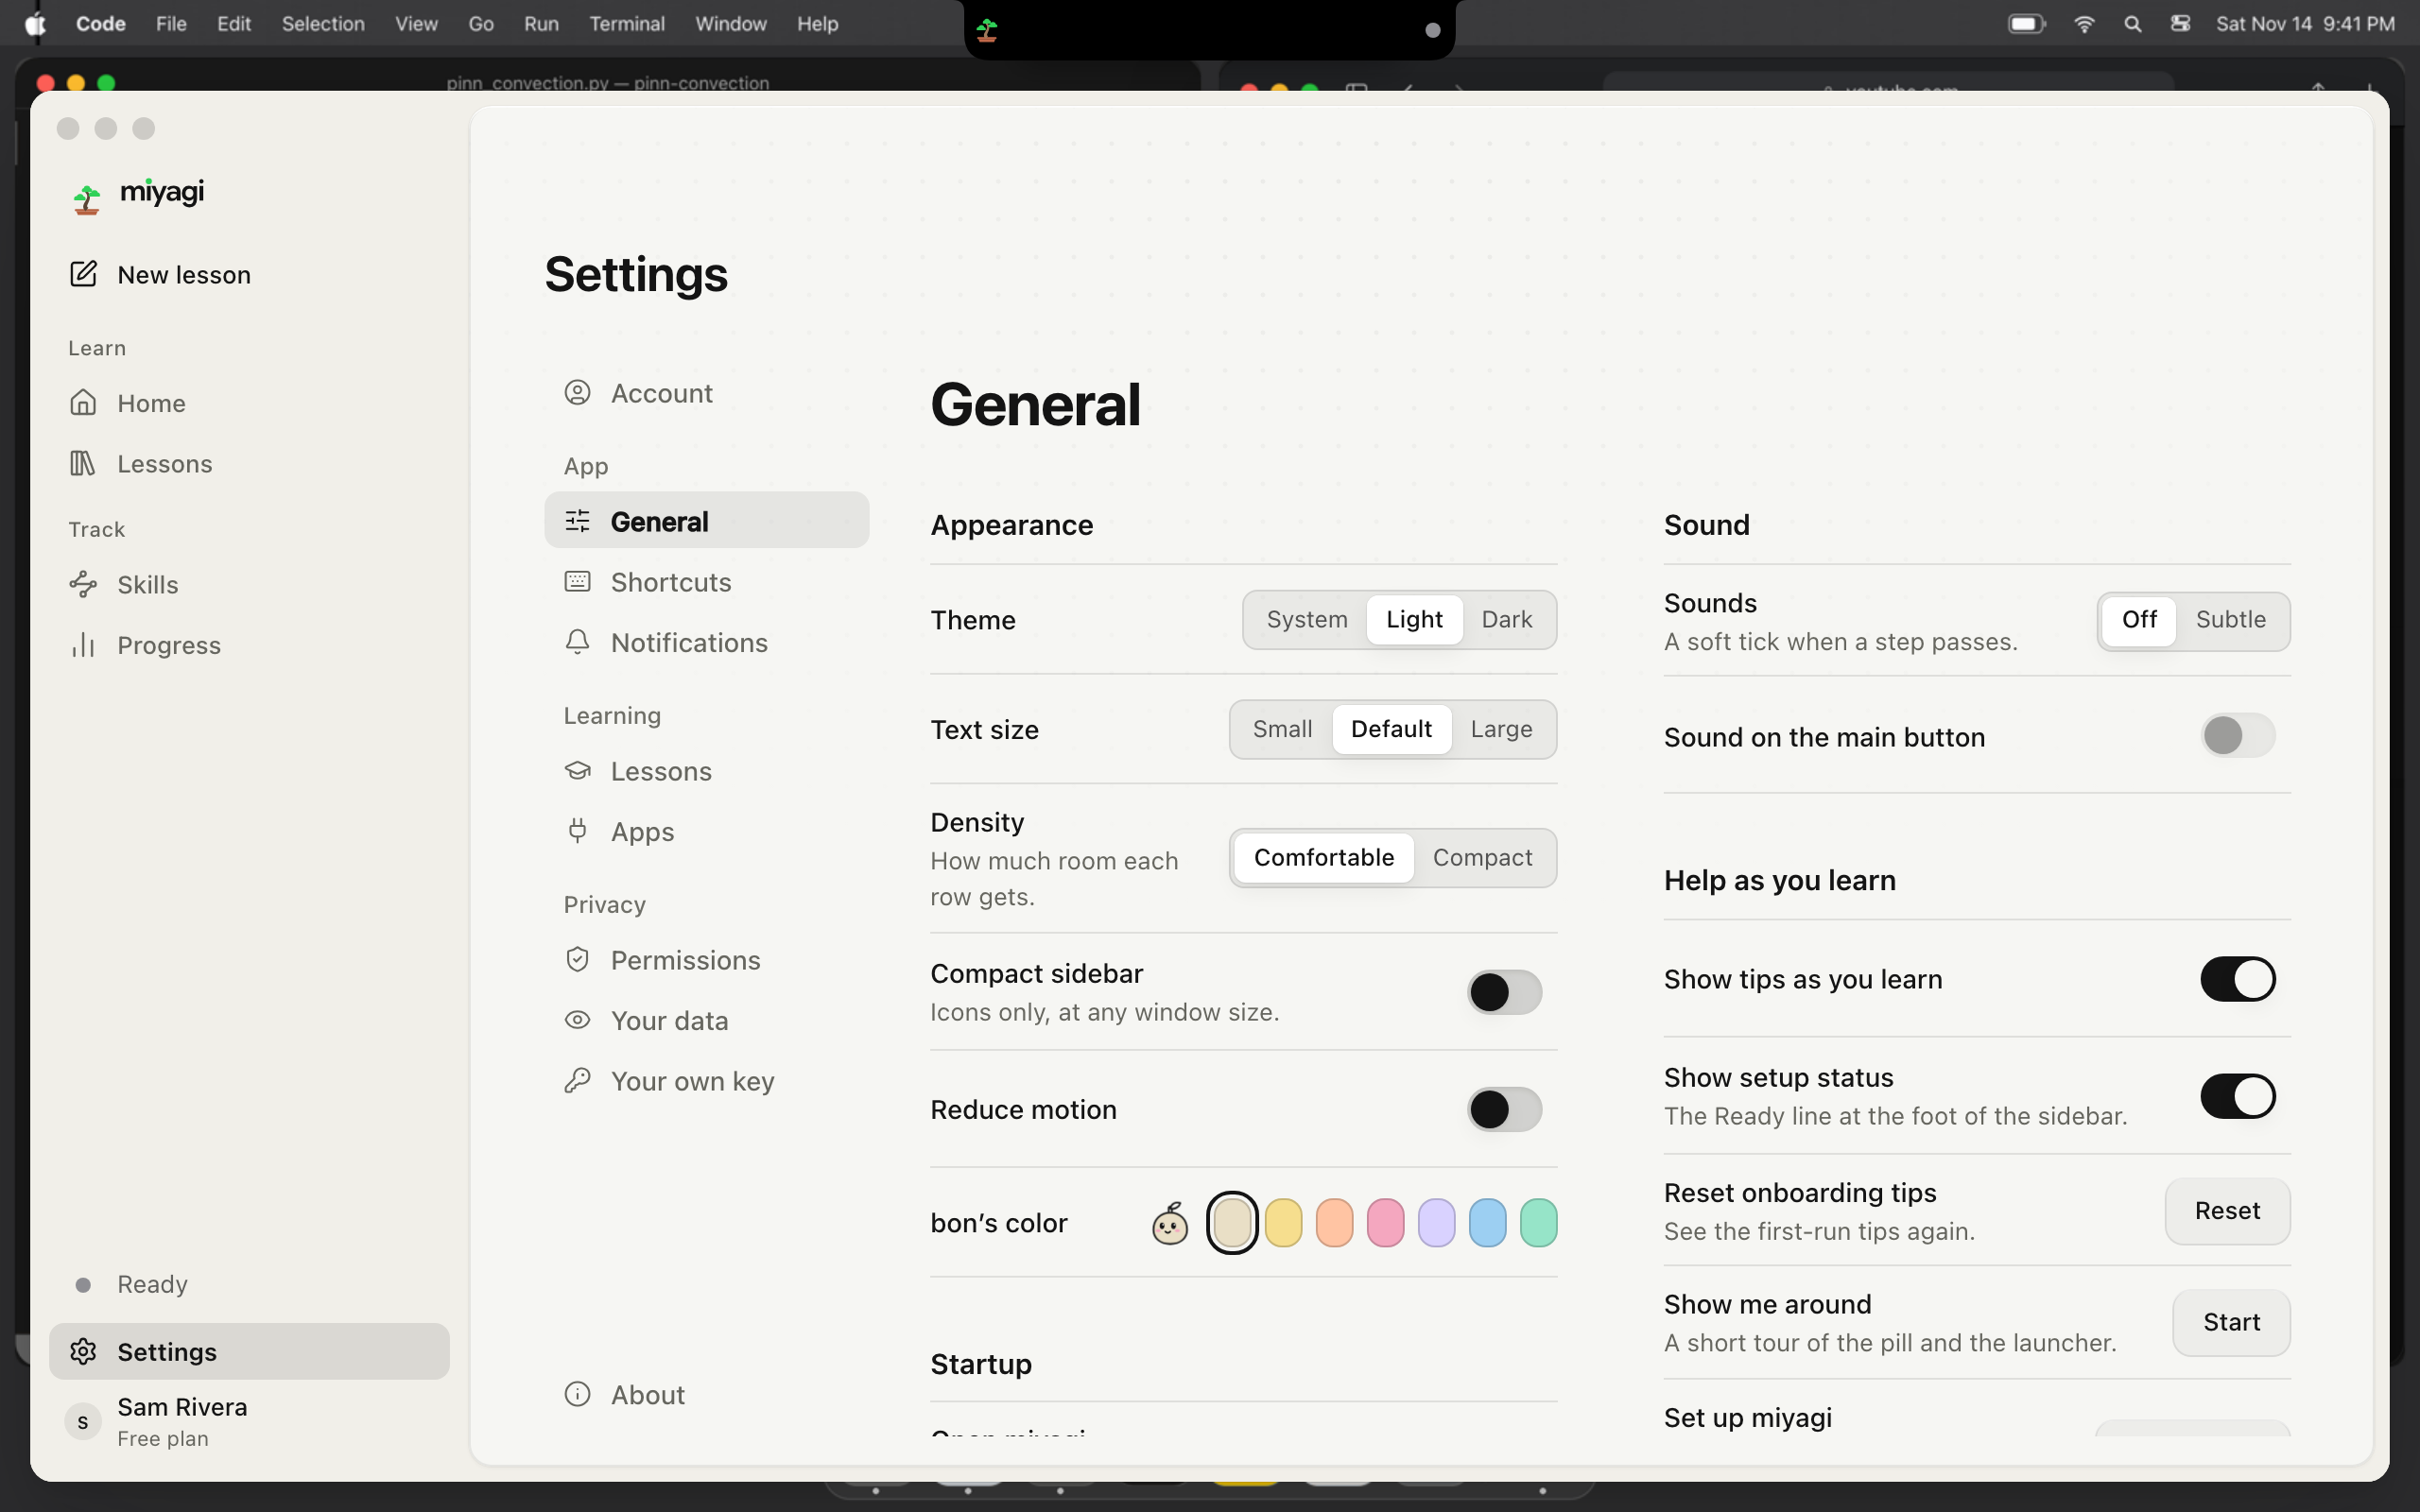 Code File Edit Selection View Go Run Terminal Window Help
Sat Nov 14 9:41 PM
pinn_convection.py — pinn-convection
youtube.com
miyagi
New lesson
Learn
Home
Lessons
Track
Skills
Progress
Ready
Settings
S
Sam Rivera
Free plan
Settings
Account
App
General
Shortcuts
Notifications
Learning
Lessons
Apps
Privacy
Permissions
Your data
Your own key
About
General
Appearance
Theme
System Light Dark
Text size
Small Default Large
Density
How much room each
row gets.
Comfortable Compact
Compact sidebar
Icons only, at any window size.
Reduce motion
bon’s color
Startup
Open miyagi
Sound
Sounds
A soft tick when a step passes.
Off Subtle
Sound on the main button
Help as you learn
Show tips as you learn
Show setup status
The Ready line at the foot of the sidebar.
Reset onboarding tips
See the first-run tips again.
Reset
Show me around
A short tour of the pill and the launcher.
Start
Set up miyagi